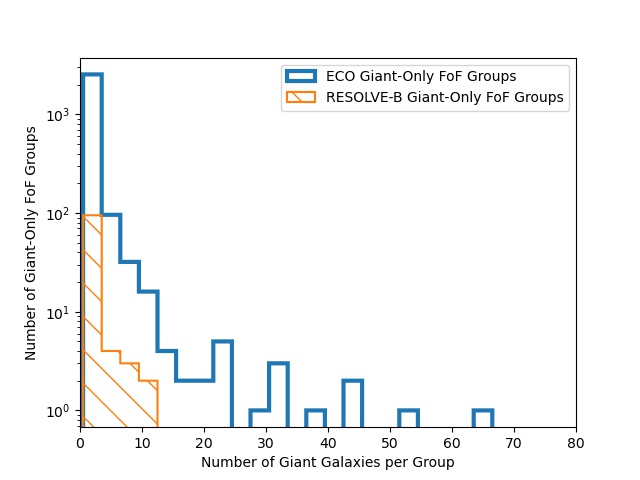 ECO Giant-Only FoF Groups
RESOLVE-B Giant-Only FoF Groups
Number of Giant-Only FoF Groups
10³
10²
10¹
10⁰
0 10 20 30 40 50 60 70 80
Number of Giant Galaxies per Group